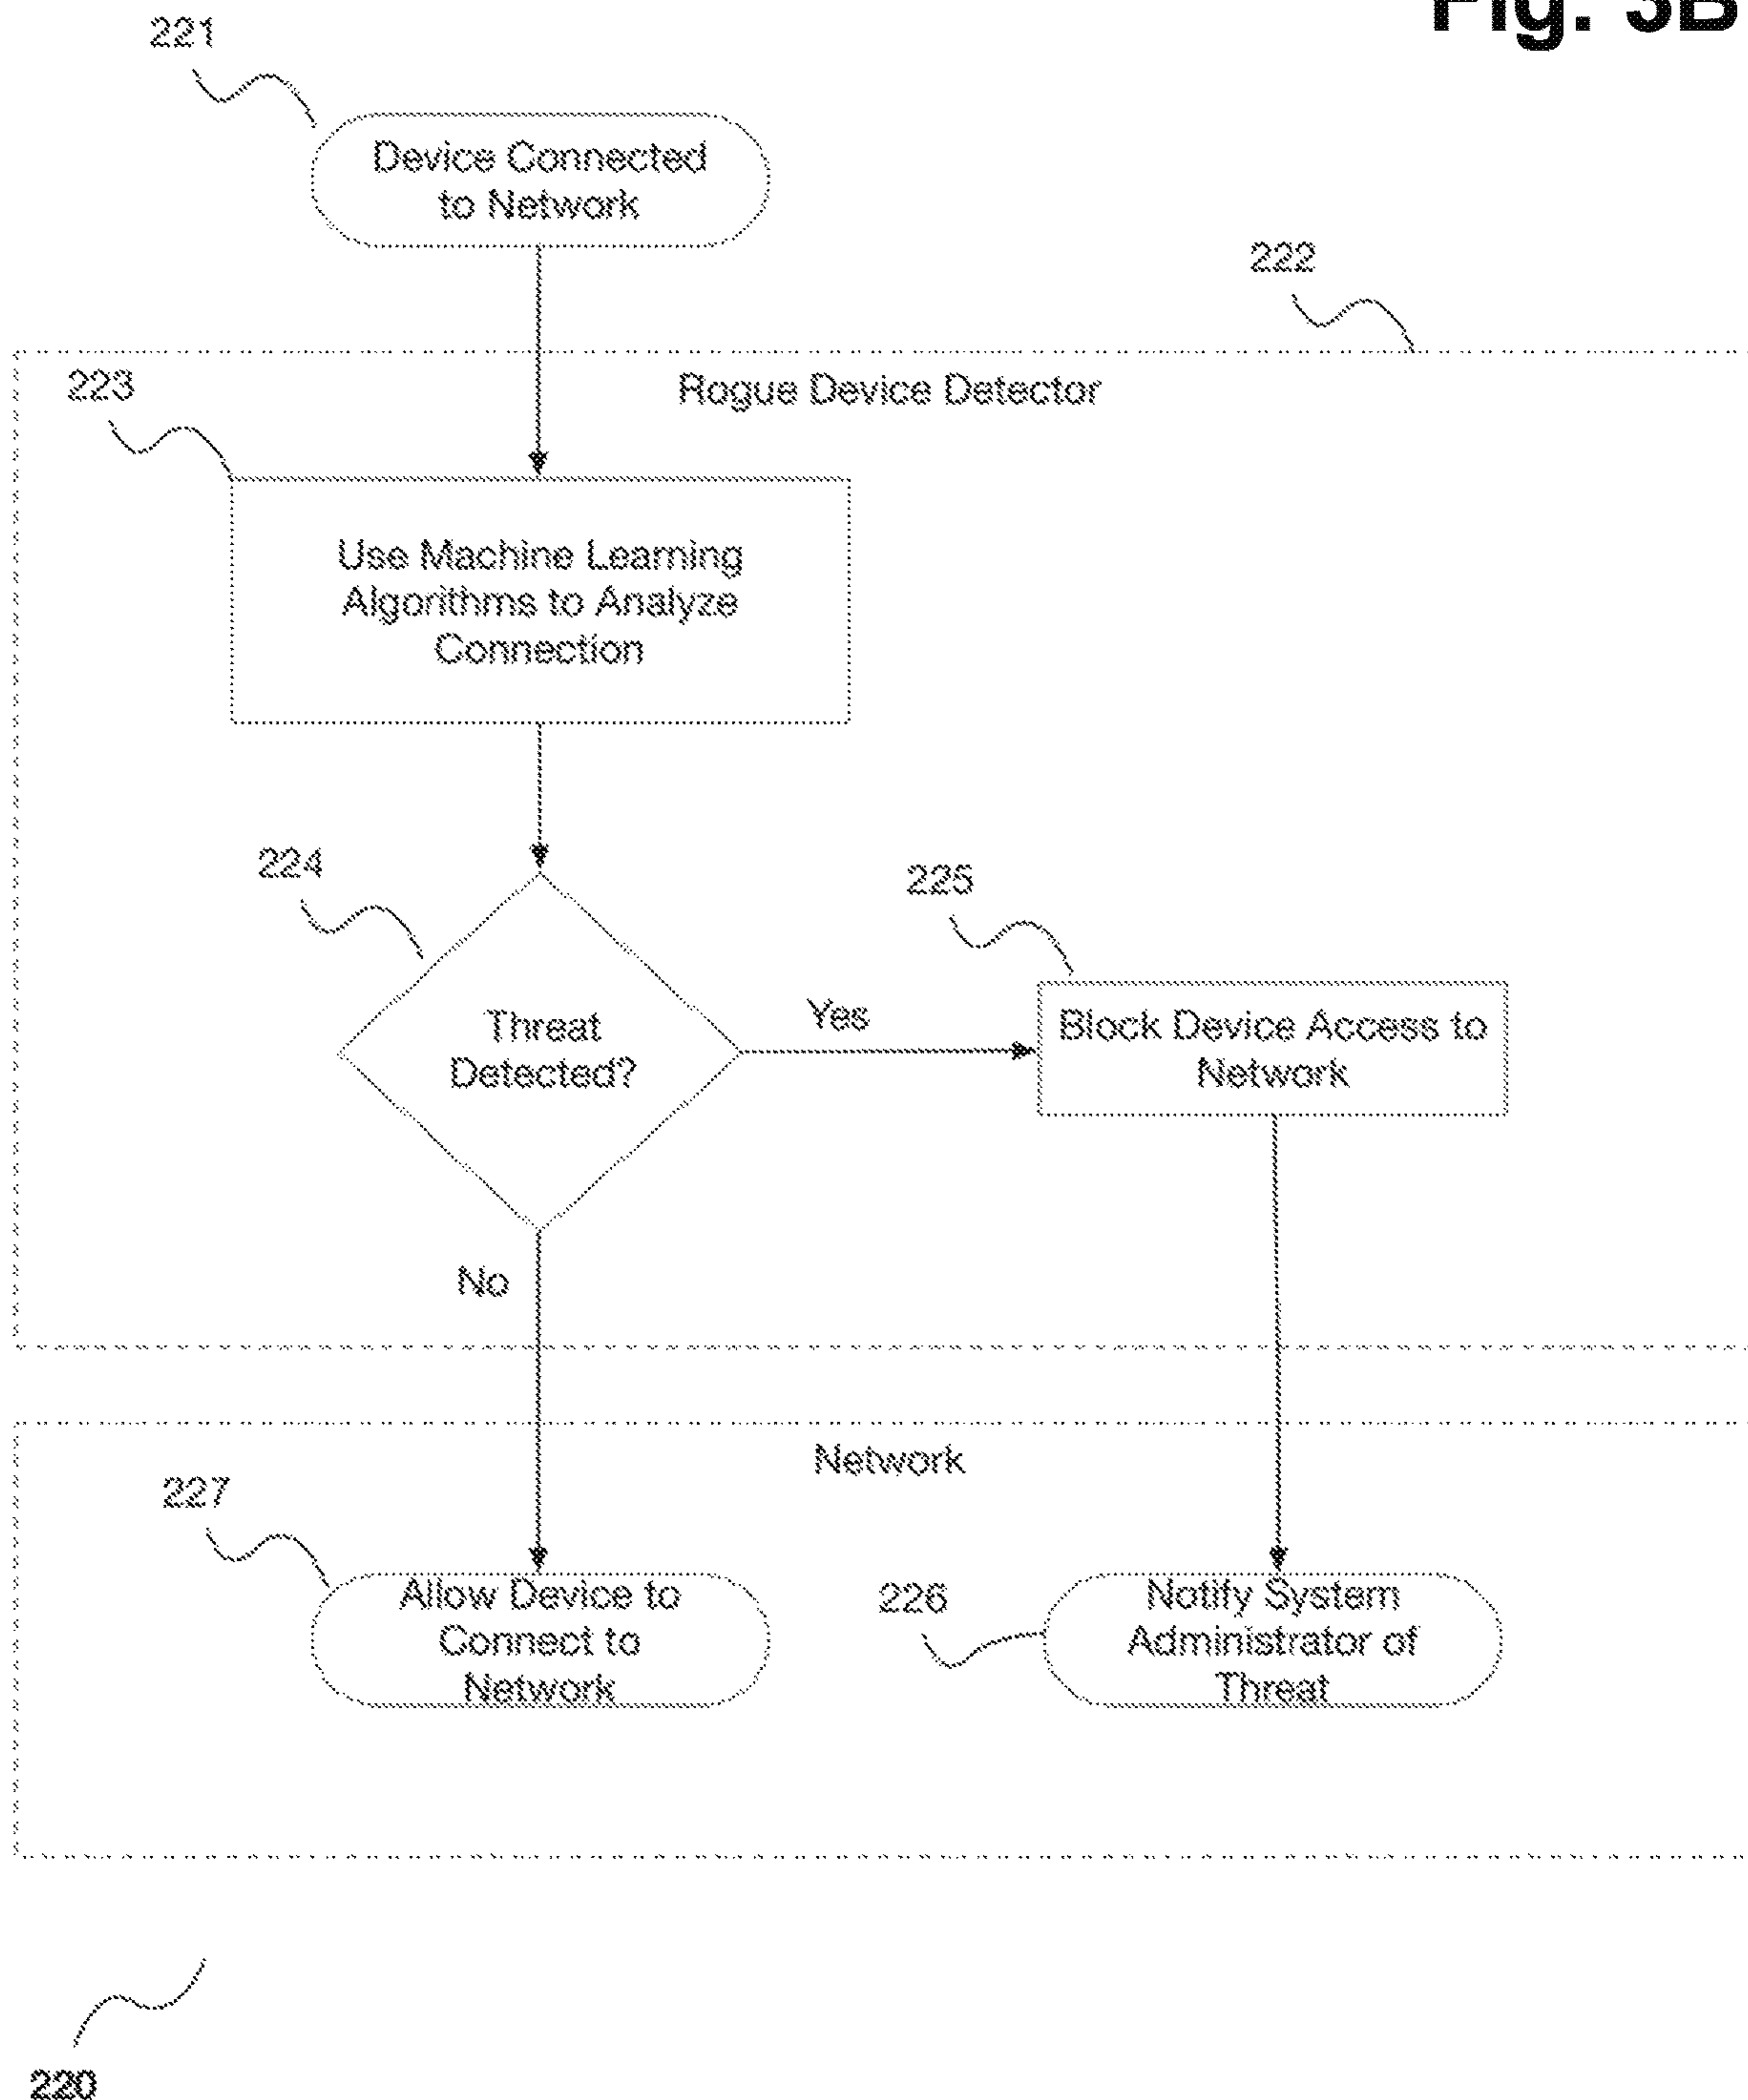 Fig. 3B
221
Device Connected
to Network
222
223
Rogue Device Detector
Use Machine Learning
Algorithms to Analyze
Connection
224
225
Threat
Detected?
Yes
Block Device Access to
Network
No
Network
227
Allow Device to
Connect to
Network
226
Notify System
Administrator of
Threat
220